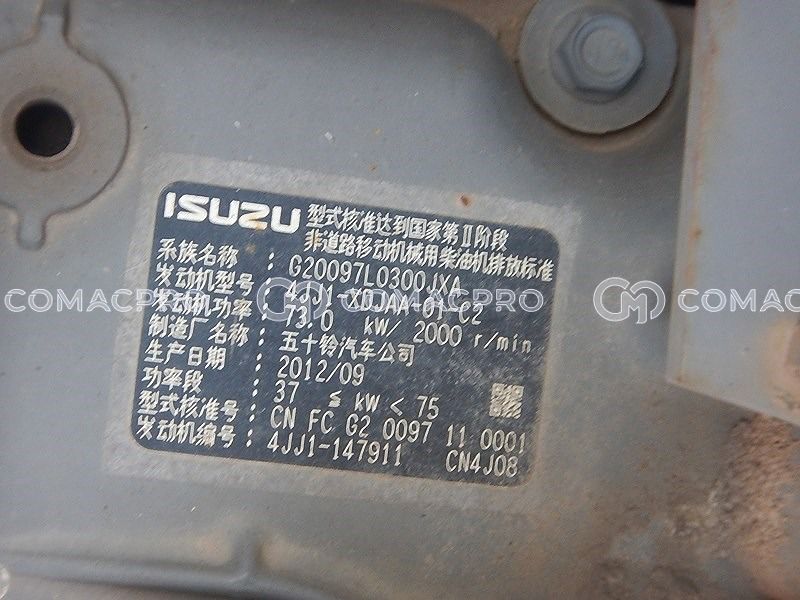 ISUZU 型式核准达到国家第II阶段
非道路移动机械用柴油机排放标准
系族名称 : G20097L0300JXA
发动机型号 : 4JJ1-XDJAA-01-C2
发动机功率 : 73.0 kW/ 2000 r/min
制造厂名称 : 五十铃汽车公司
生产日期 : 2012/09
功率段 : 37 ≤ kW < 75
型式核准号 : CN FC G2 0097 11 0001
发动机编号 : 4JJ1-147911 CN4J08
COMACPRO CM COMACPRO CM COMACPRO